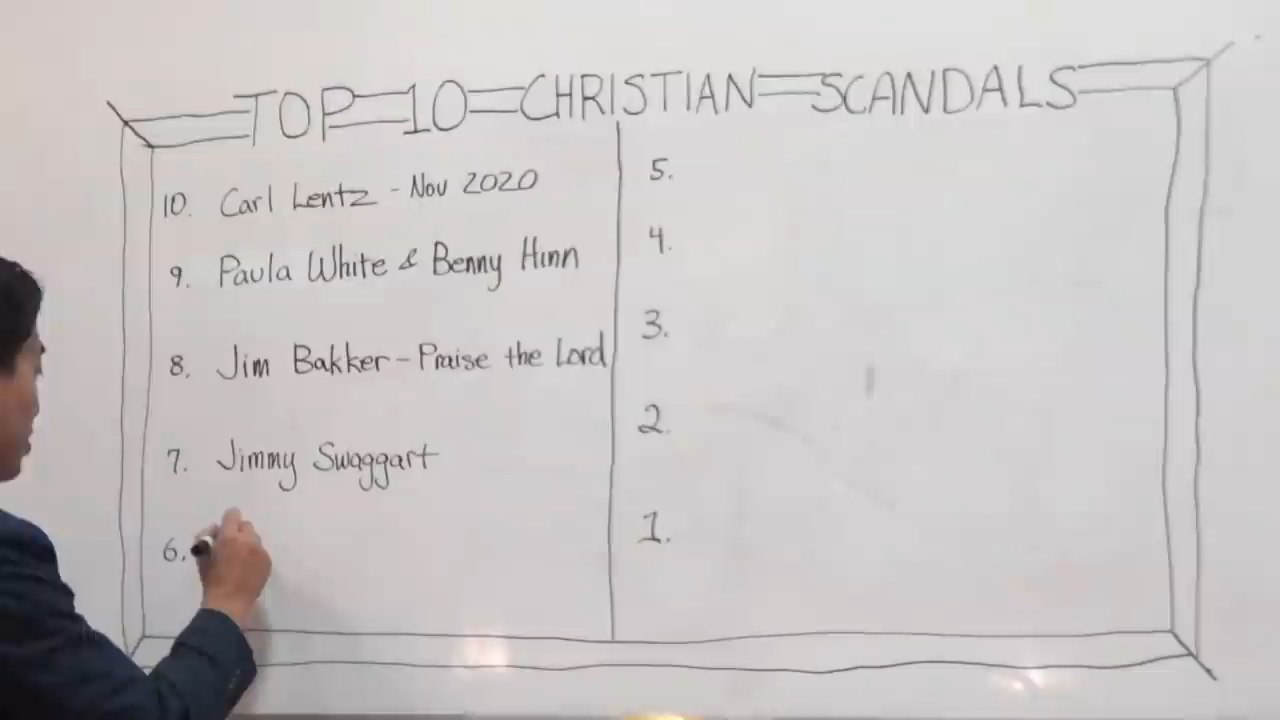 TOP 10 CHRISTIAN SCANDALS
10. Carl Lentz - Nov 2020
9. Paula White & Benny Hinn
8. Jim Bakker - Praise the Lord
7. Jimmy Swaggart
6.
5.
4.
3.
2.
1.